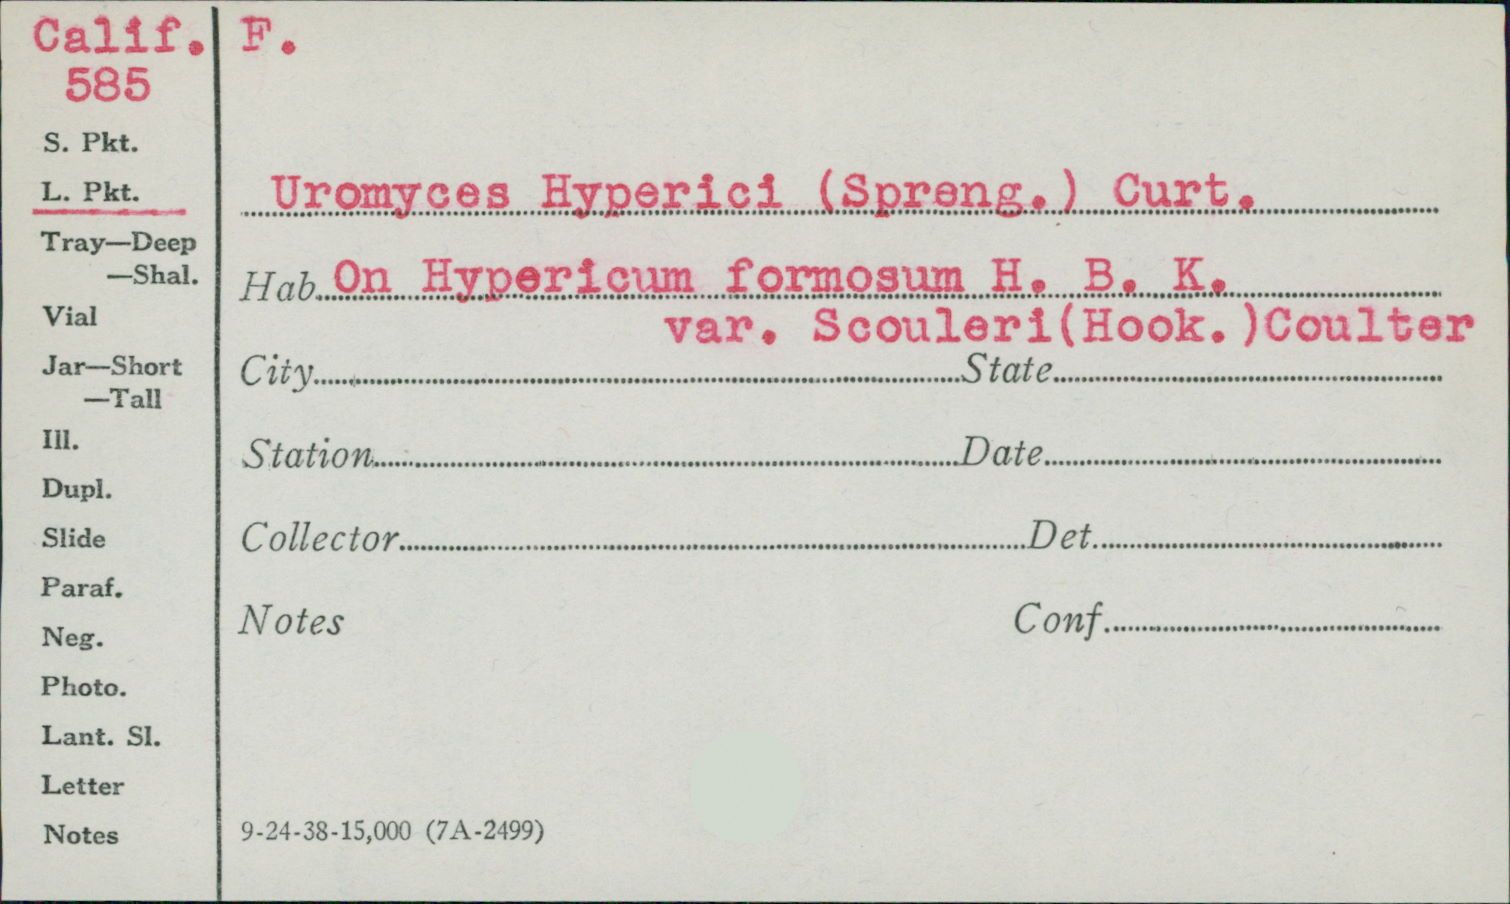 Calif. F.
585
S. Pkt.
L. Pkt.
Uromyces Hyperici (Spreng.) Curt.
Tray—Deep
—Shal.
Hab. On Hypericum formosum H. B. K.
var. Scouleri(Hook.)Coulter
Vial
Jar—Short
—Tall
City State
Ill.
Station Date
Dupl.
Slide
Collector Det.
Paraf.
Neg.
Notes Conf.
Photo.
Lant. Sl.
Letter
Notes
9-24-38-15,000 (7A-2499)